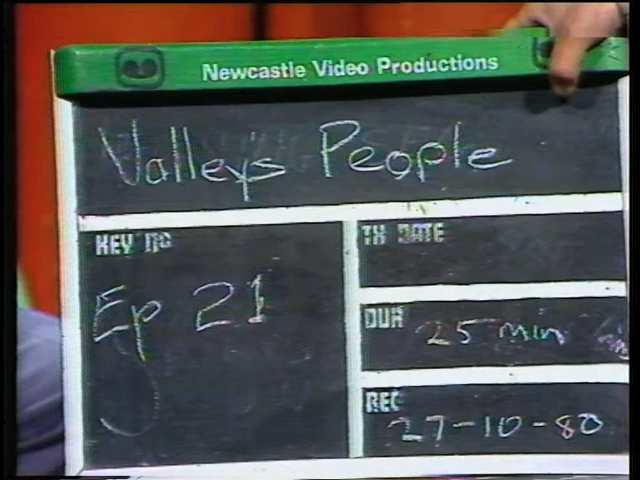 Newcastle Video Productions
Valleys People
KEY NO
Ep 21
TX DATE
DUR 25 min
REC
27-10-80